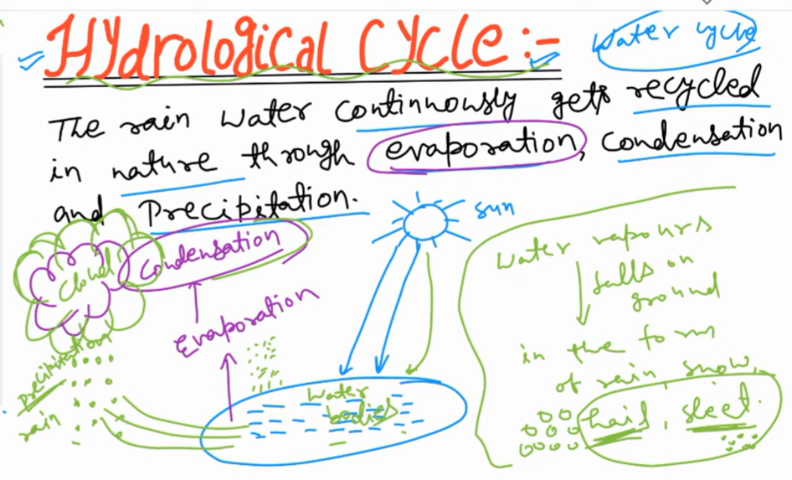 Hydrological Cycle:-
Water cycle
The rain water continuously gets recycled
in nature through evaporation, Condensation
and Precipitation.
sun
Cloud
Condensation
Evaporation
Precipitation
rain
Water
bodies
Water vapours
falls on
ground
in the form
of rain, snow,
hail, sleet.